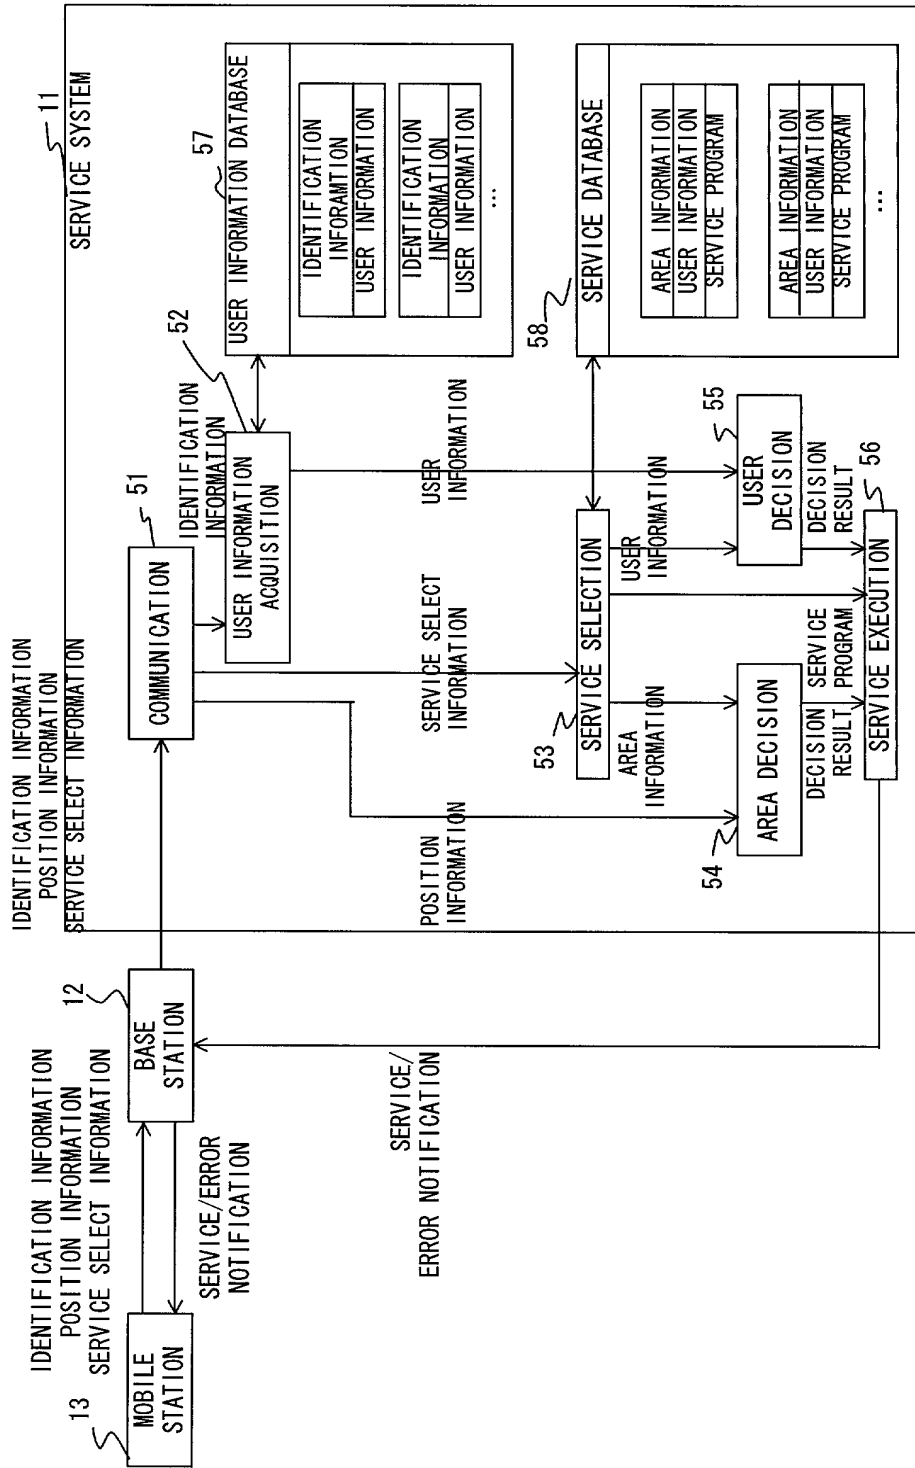 11
SERVICE SYSTEM
IDENTIFICATION INFORMATION
POSITION INFORMATION
SERVICE SELECT INFORMATION
IDENTIFICATION INFORMATION
POSITION INFORMATION
SERVICE SELECT INFORMATION
13
MOBILE
STATION
12
BASE
STATION
SERVICE/ERROR
NOTIFICATION
SERVICE/
ERROR NOTIFICATION
51
COMMUNICATION
IDENTIFICATION
INFORMATION
52
USER INFORMATION
ACQUISITION
57
USER INFORMATION DATABASE
IDENTIFICATION
INFORAMTION
USER INFORMATION
IDENTIFICATION
INFORMATION
USER INFORMATION
...
POSITION
INFORMATION
SERVICE SELECT
INFORMATION
USER
INFORMATION
53
SERVICE SELECTION
58
SERVICE DATABASE
AREA INFORMATION
USER INFORMATION
SERVICE PROGRAM
AREA INFORMATION
USER INFORMATION
SERVICE PROGRAM
...
AREA
INFORMATION
USER
INFORMATION
54
AREA DECISION
55
USER
DECISION
DECISION
RESULT
SERVICE
PROGRAM
DECISION
RESULT
56
SERVICE EXECUTION